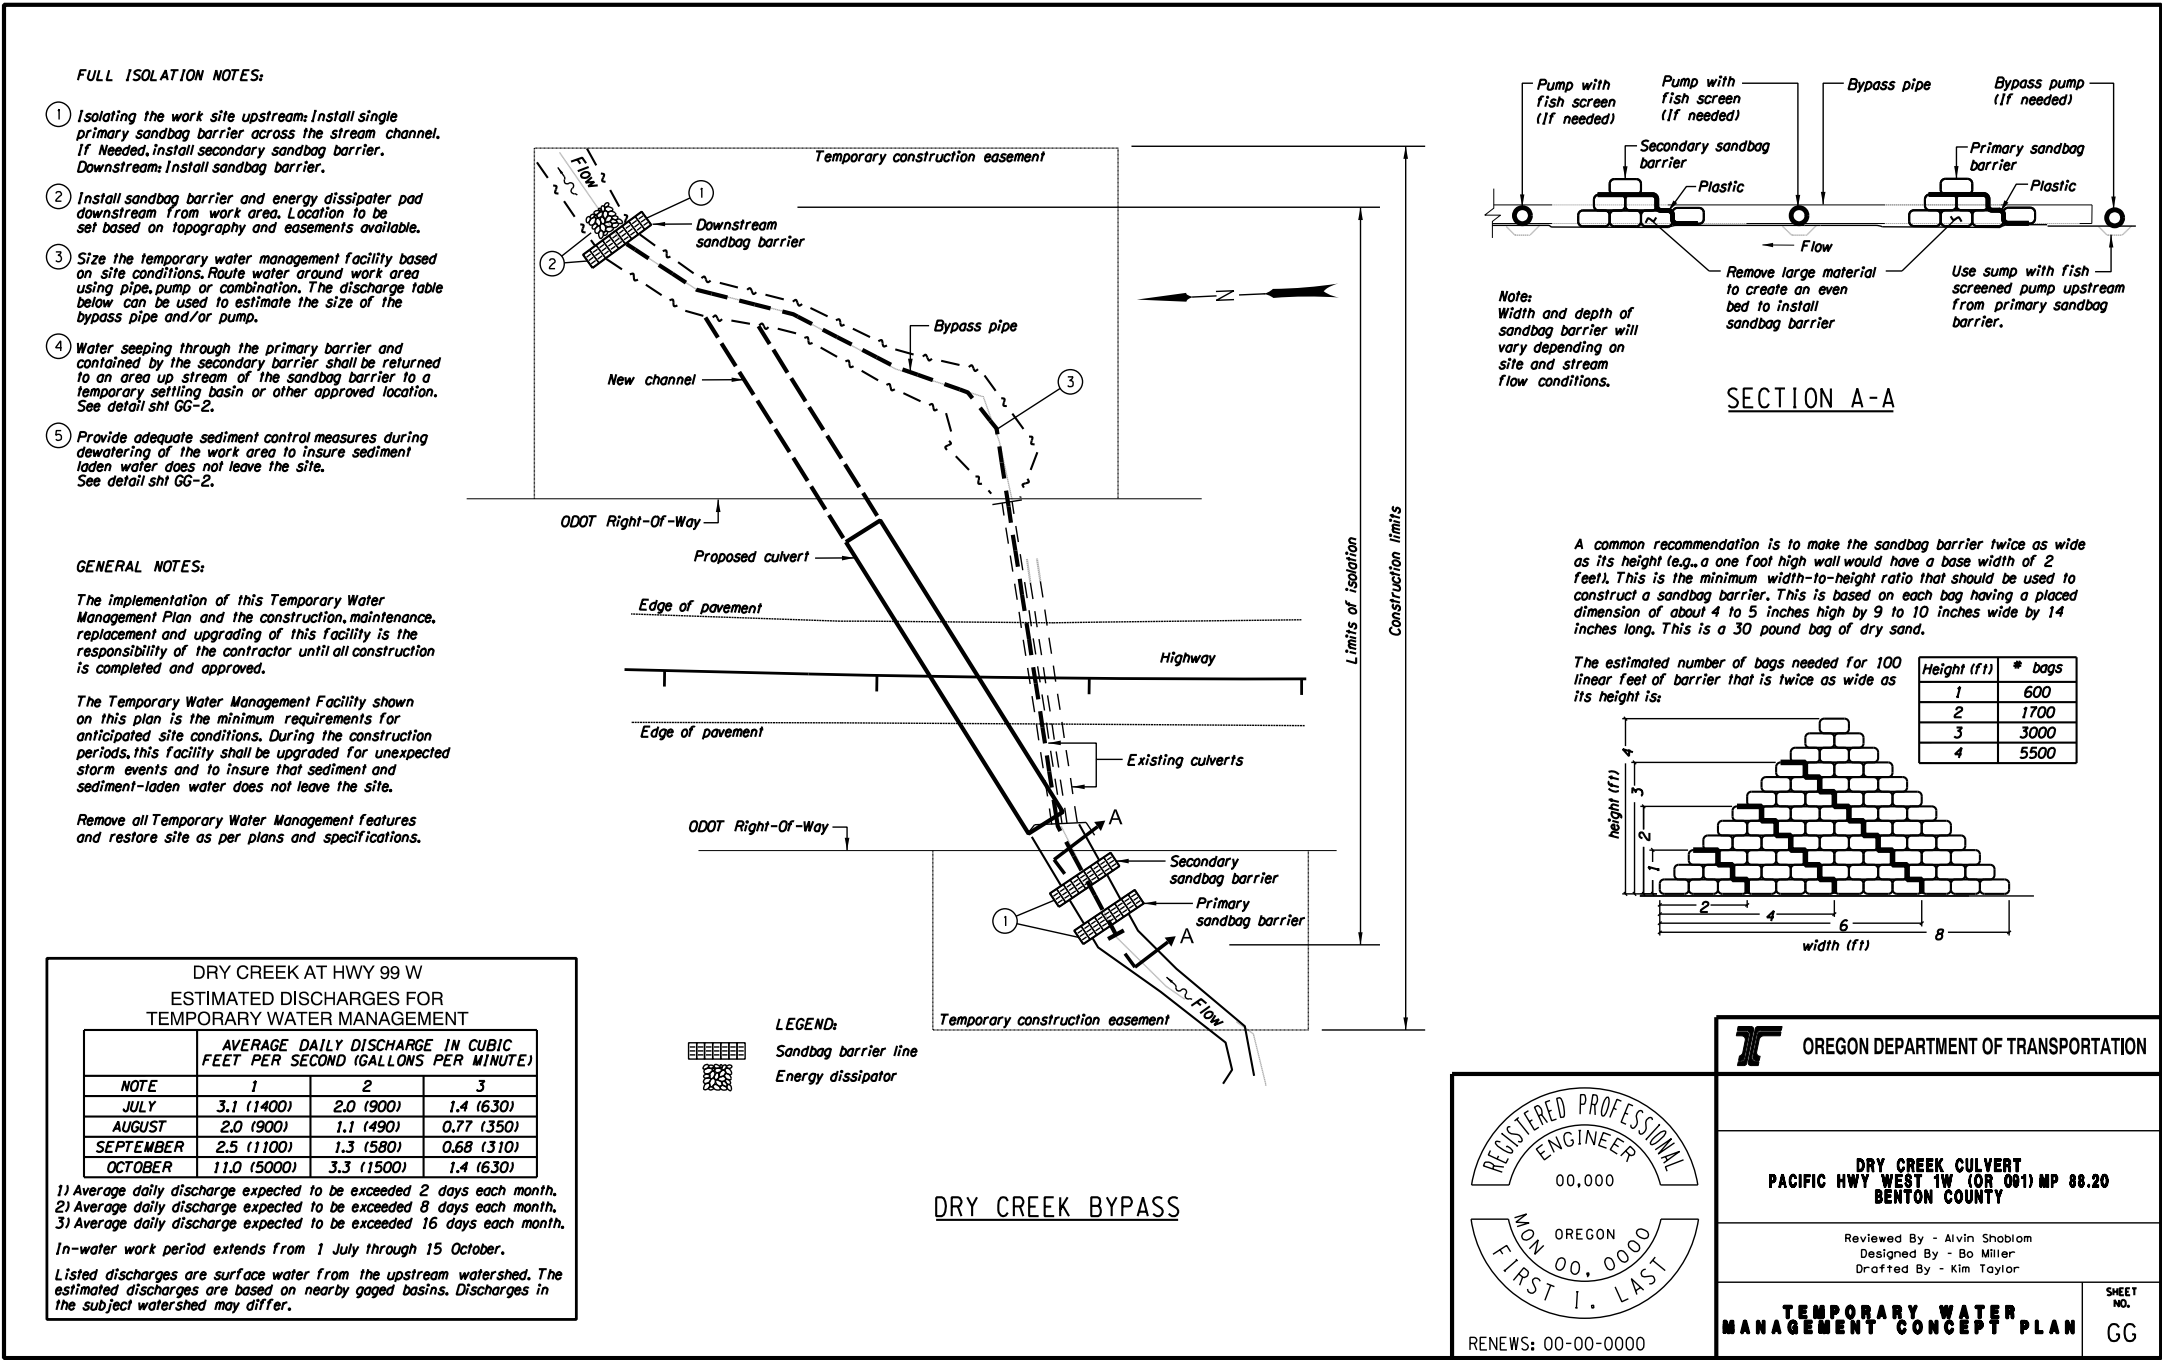 FULL ISOLATION NOTES:
1 Isolating the work site upstream: Install single
primary sandbag barrier across the stream channel.
If Needed, install secondary sandbag barrier.
Downstream: Install sandbag barrier.
2 Install sandbag barrier and energy dissipater pad
downstream from work area. Location to be
set based on topography and easements available.
3 Size the temporary water management facility based
on site conditions. Route water around work area
using pipe, pump or combination. The discharge table
below can be used to estimate the size of the
bypass pipe and/or pump.
4 Water seeping through the primary barrier and
contained by the secondary barrier shall be returned
to an area up stream of the sandbag barrier to a
temporary settling basin or other approved location.
See detail sht GG-2.
5 Provide adequate sediment control measures during
dewatering of the work area to insure sediment
laden water does not leave the site.
See detail sht GG-2.
GENERAL NOTES:
The implementation of this Temporary Water
Management Plan and the construction, maintenance,
replacement and upgrading of this facility is the
responsibility of the contractor until all construction
is completed and approved.
The Temporary Water Management Facility shown
on this plan is the minimum requirements for
anticipated site conditions. During the construction
periods, this facility shall be upgraded for unexpected
storm events and to insure that sediment and
sediment-laden water does not leave the site.
Remove all Temporary Water Management features
and restore site as per plans and specifications.
DRY CREEK AT HWY 99 W
ESTIMATED DISCHARGES FOR
TEMPORARY WATER MANAGEMENT
AVERAGE DAILY DISCHARGE IN CUBIC
FEET PER SECOND (GALLONS PER MINUTE)
NOTE 1 2 3
JULY 3.1 (1400) 2.0 (900) 1.4 (630)
AUGUST 2.0 (900) 1.1 (490) 0.77 (350)
SEPTEMBER 2.5 (1100) 1.3 (580) 0.68 (310)
OCTOBER 11.0 (5000) 3.3 (1500) 1.4 (630)
1) Average daily discharge expected to be exceeded 2 days each month.
2) Average daily discharge expected to be exceeded 8 days each month.
3) Average daily discharge expected to be exceeded 16 days each month.
In-water work period extends from 1 July through 15 October.
Listed discharges are surface water from the upstream watershed. The
estimated discharges are based on nearby gaged basins. Discharges in
the subject watershed may differ.
Temporary construction easement
Flow
1
Downstream
sandbag barrier
2
N
Bypass pipe
New channel
3
ODOT Right-Of-Way
Proposed culvert
Limits of isolation
Construction limits
Edge of pavement
Highway
Edge of pavement
Existing culverts
ODOT Right-Of-Way
A
Secondary
sandbag barrier
Primary
sandbag barrier
1
A
Flow
Temporary construction easement
LEGEND:
Sandbag barrier line
Energy dissipator
DRY CREEK BYPASS
Pump with
fish screen
(If needed)
Pump with
fish screen
(If needed)
Bypass pipe
Bypass pump
(If needed)
Secondary sandbag
barrier
Plastic
Primary sandbag
barrier
Plastic
Flow
Remove large material
to create an even
bed to install
sandbag barrier
Use sump with fish
screened pump upstream
from primary sandbag
barrier.
Note:
Width and depth of
sandbag barrier will
vary depending on
site and stream
flow conditions.
SECTION A-A
A common recommendation is to make the sandbag barrier twice as wide
as its height (e.g., a one foot high wall would have a base width of 2
feet). This is the minimum width-to-height ratio that should be used to
construct a sandbag barrier. This is based on each bag having a placed
dimension of about 4 to 5 inches high by 9 to 10 inches wide by 14
inches long. This is a 30 pound bag of dry sand.
The estimated number of bags needed for 100
linear feet of barrier that is twice as wide as
its height is:
Height (ft) # bags
1 600
2 1700
3 3000
4 5500
height (ft)
4
3
2
1
2
4
6
8
width (ft)
OREGON DEPARTMENT OF TRANSPORTATION
REGISTERED PROFESSIONAL
ENGINEER
00,000
OREGON
MON 00, 0000
FIRST I. LAST
RENEWS: 00-00-0000
DRY CREEK CULVERT
PACIFIC HWY WEST 1W (OR 091) MP 88.20
BENTON COUNTY
Reviewed By - Alvin Shoblom
Designed By - Bo Miller
Drafted By - Kim Taylor
TEMPORARY WATER
MANAGEMENT CONCEPT PLAN
SHEET
NO.
GG